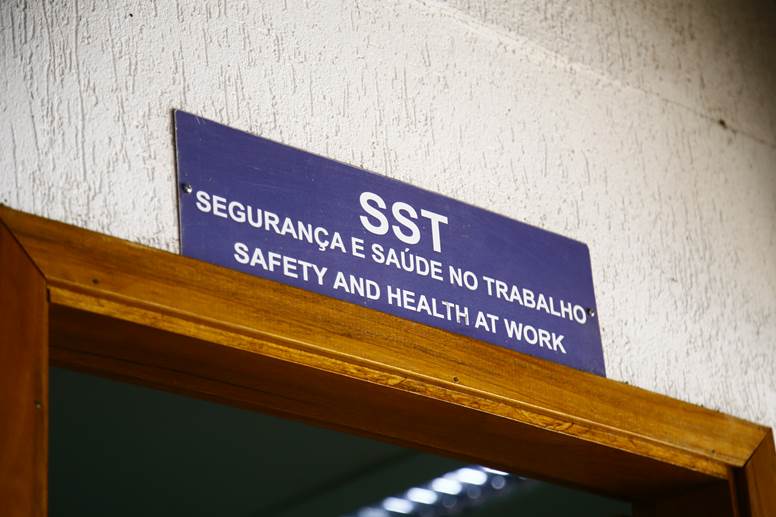 SST
SEGURANÇA E SAÚDE NO TRABALHO
SAFETY AND HEALTH AT WORK